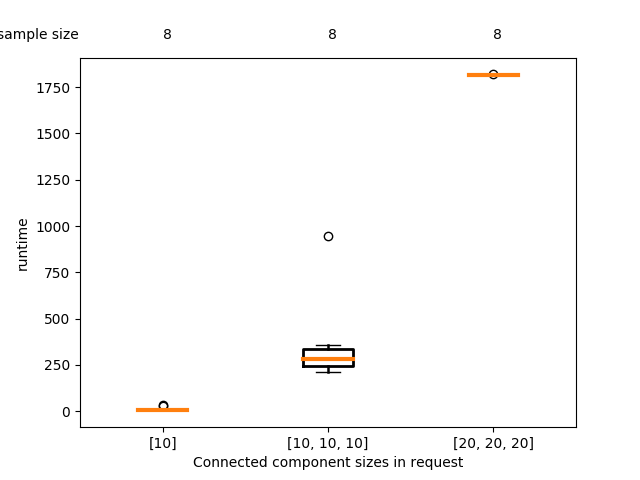 sample size 8 8 8
1750
1500
1250
1000
750
500
250
0
runtime
[10] [10, 10, 10] [20, 20, 20]
Connected component sizes in request